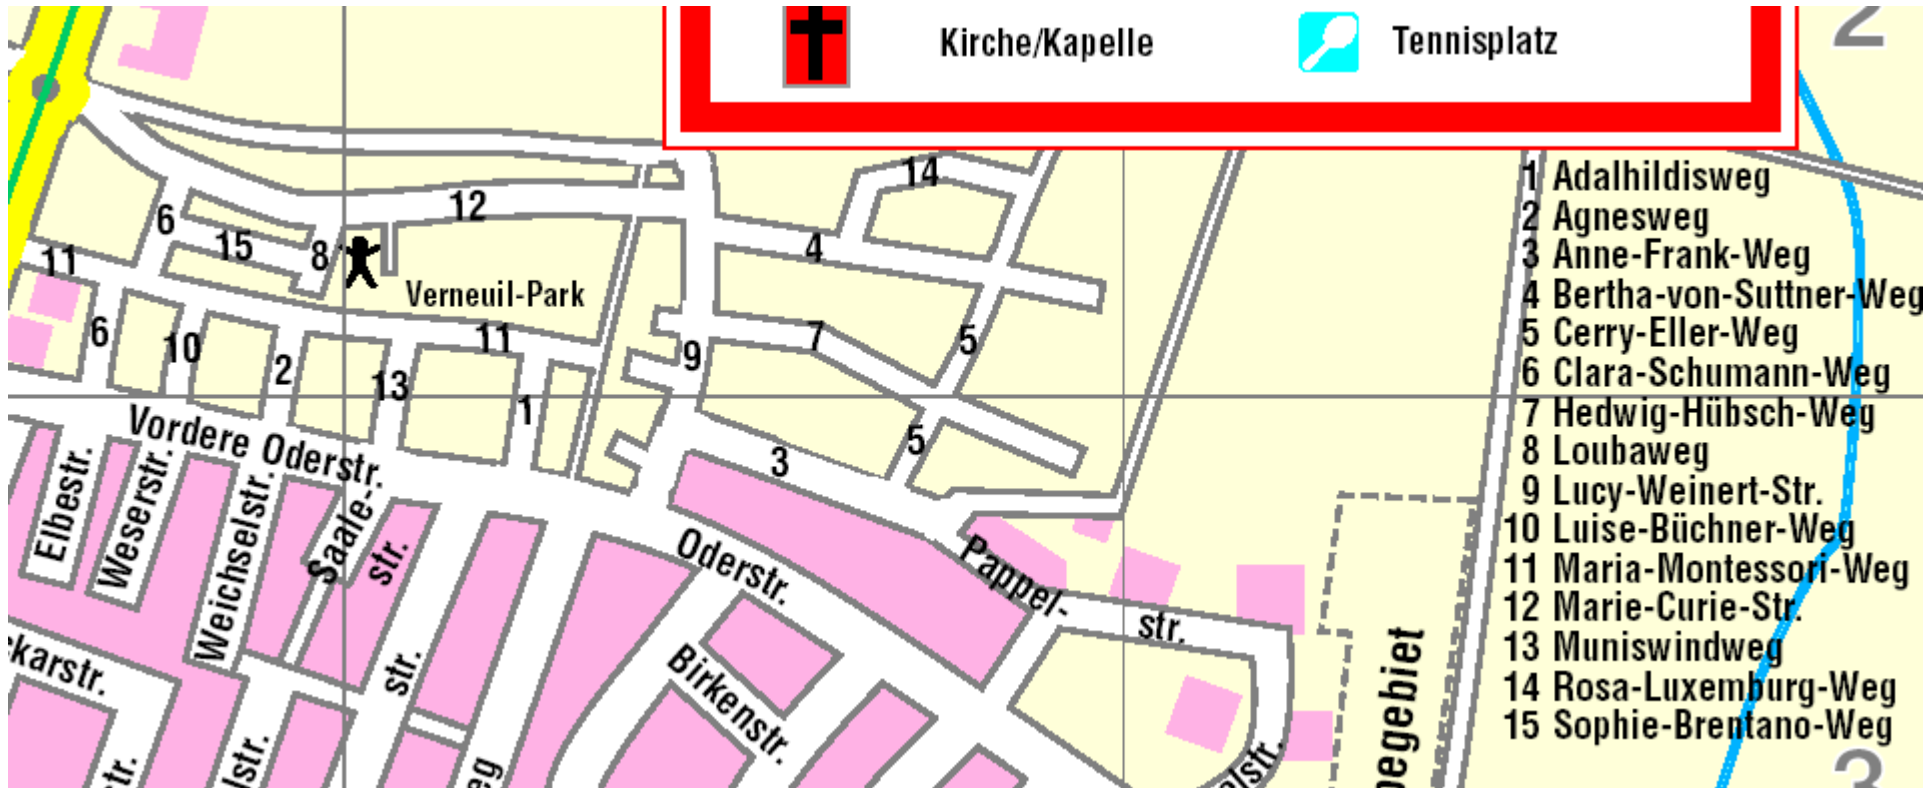 Kirche/Kapelle
Tennisplatz
2
14
12
6
15
8
4
11
Verneuil-Park
6
10
2
13
11
1
9
7
5
5
3
Vordere Oderstr.
Elbestr.
Weserstr.
Weichselstr.
Saale-
str.
Oderstr.
Pappel-
str.
Birkenstr.
str.
1 Adalhildisweg
2 Agnesweg
3 Anne-Frank-Weg
4 Bertha-von-Suttner-Weg
5 Cerry-Eller-Weg
6 Clara-Schumann-Weg
7 Hedwig-Hübsch-Weg
8 Loubaweg
9 Lucy-Weinert-Str.
10 Luise-Büchner-Weg
11 Maria-Montessori-Weg
12 Marie-Curie-Str.
13 Muniswindweg
14 Rosa-Luxemburg-Weg
15 Sophie-Brentano-Weg
3